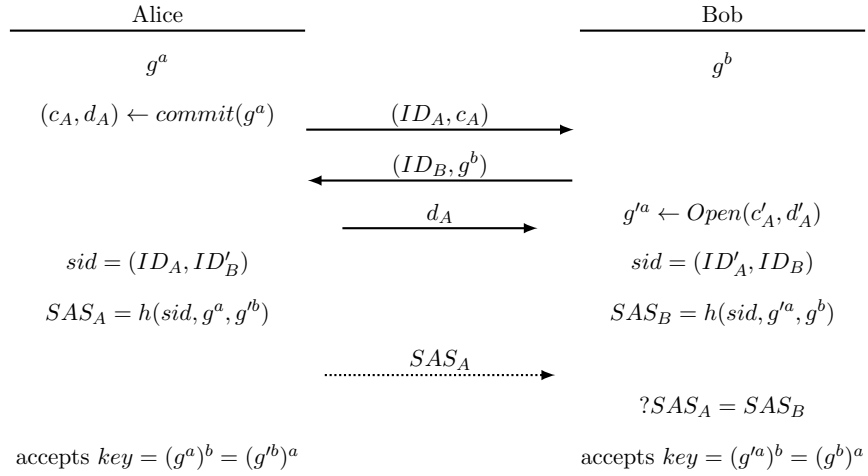 Alice Bob
g^a g^b
(c_A, d_A) ← commit(g^a) (ID_A, c_A)
(ID_B, g^b)
d_A g'^a ← Open(c'_A, d'_A)
sid = (ID_A, ID'_B) sid = (ID'_A, ID_B)
SAS_A = h(sid, g^a, g'^b) SAS_B = h(sid, g'^a, g^b)
SAS_A
?SAS_A = SAS_B
accepts key = (g^a)^b = (g'^b)^a accepts key = (g'^a)^b = (g^b)^a